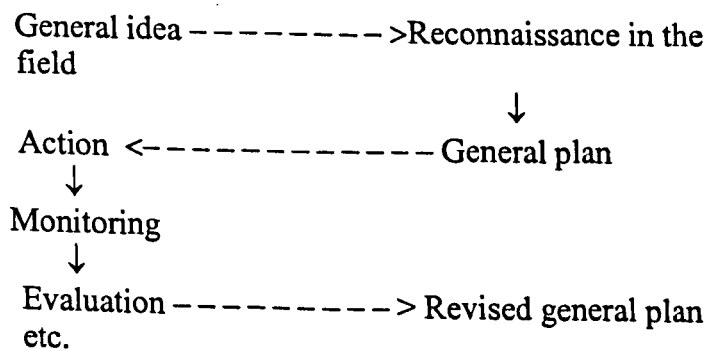 General idea – – – – – – – – >Reconnaissance in the
field
↓
Action <– – – – – – – – – – – – General plan
↓
Monitoring
↓
Evaluation – – – – – – – – – > Revised general plan
etc.